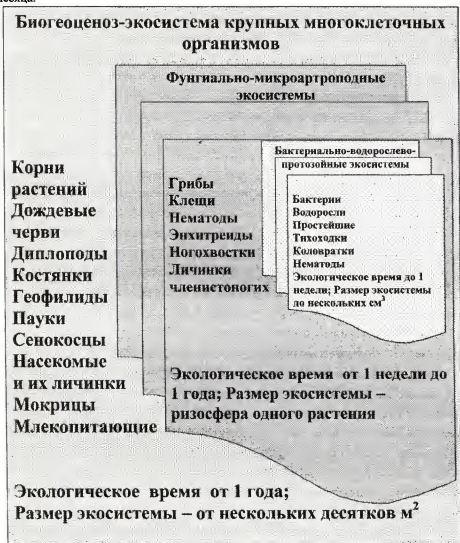 месяца.
Биогеоценоз-экосистема крупных многоклеточных
организмов
Фунгиально-микроартроподные
экосистемы
Бактериально-водорослево-
протозойные экосистемы
Корни
растений
Дождевые
черви
Диплоподы
Костянки
Геофилиды
Пауки
Сенокосцы
Насекомые
и их личинки
Мокрицы
Млекопитающие
Грибы
Клещи
Нематоды
Энхитреиды
Ногохвостки
Личинки
членистоногих
Бактерии
Водоросли
Простейшие
Тихоходки
Коловратки
Нематоды
Экологическое время до 1
недели; Размер экосистемы
до нескольких см³
Экологическое время от 1 недели до
1 года; Размер экосистемы –
ризосфера одного растения
Экологическое время от 1 года;
Размер экосистемы – от нескольких десятков м²